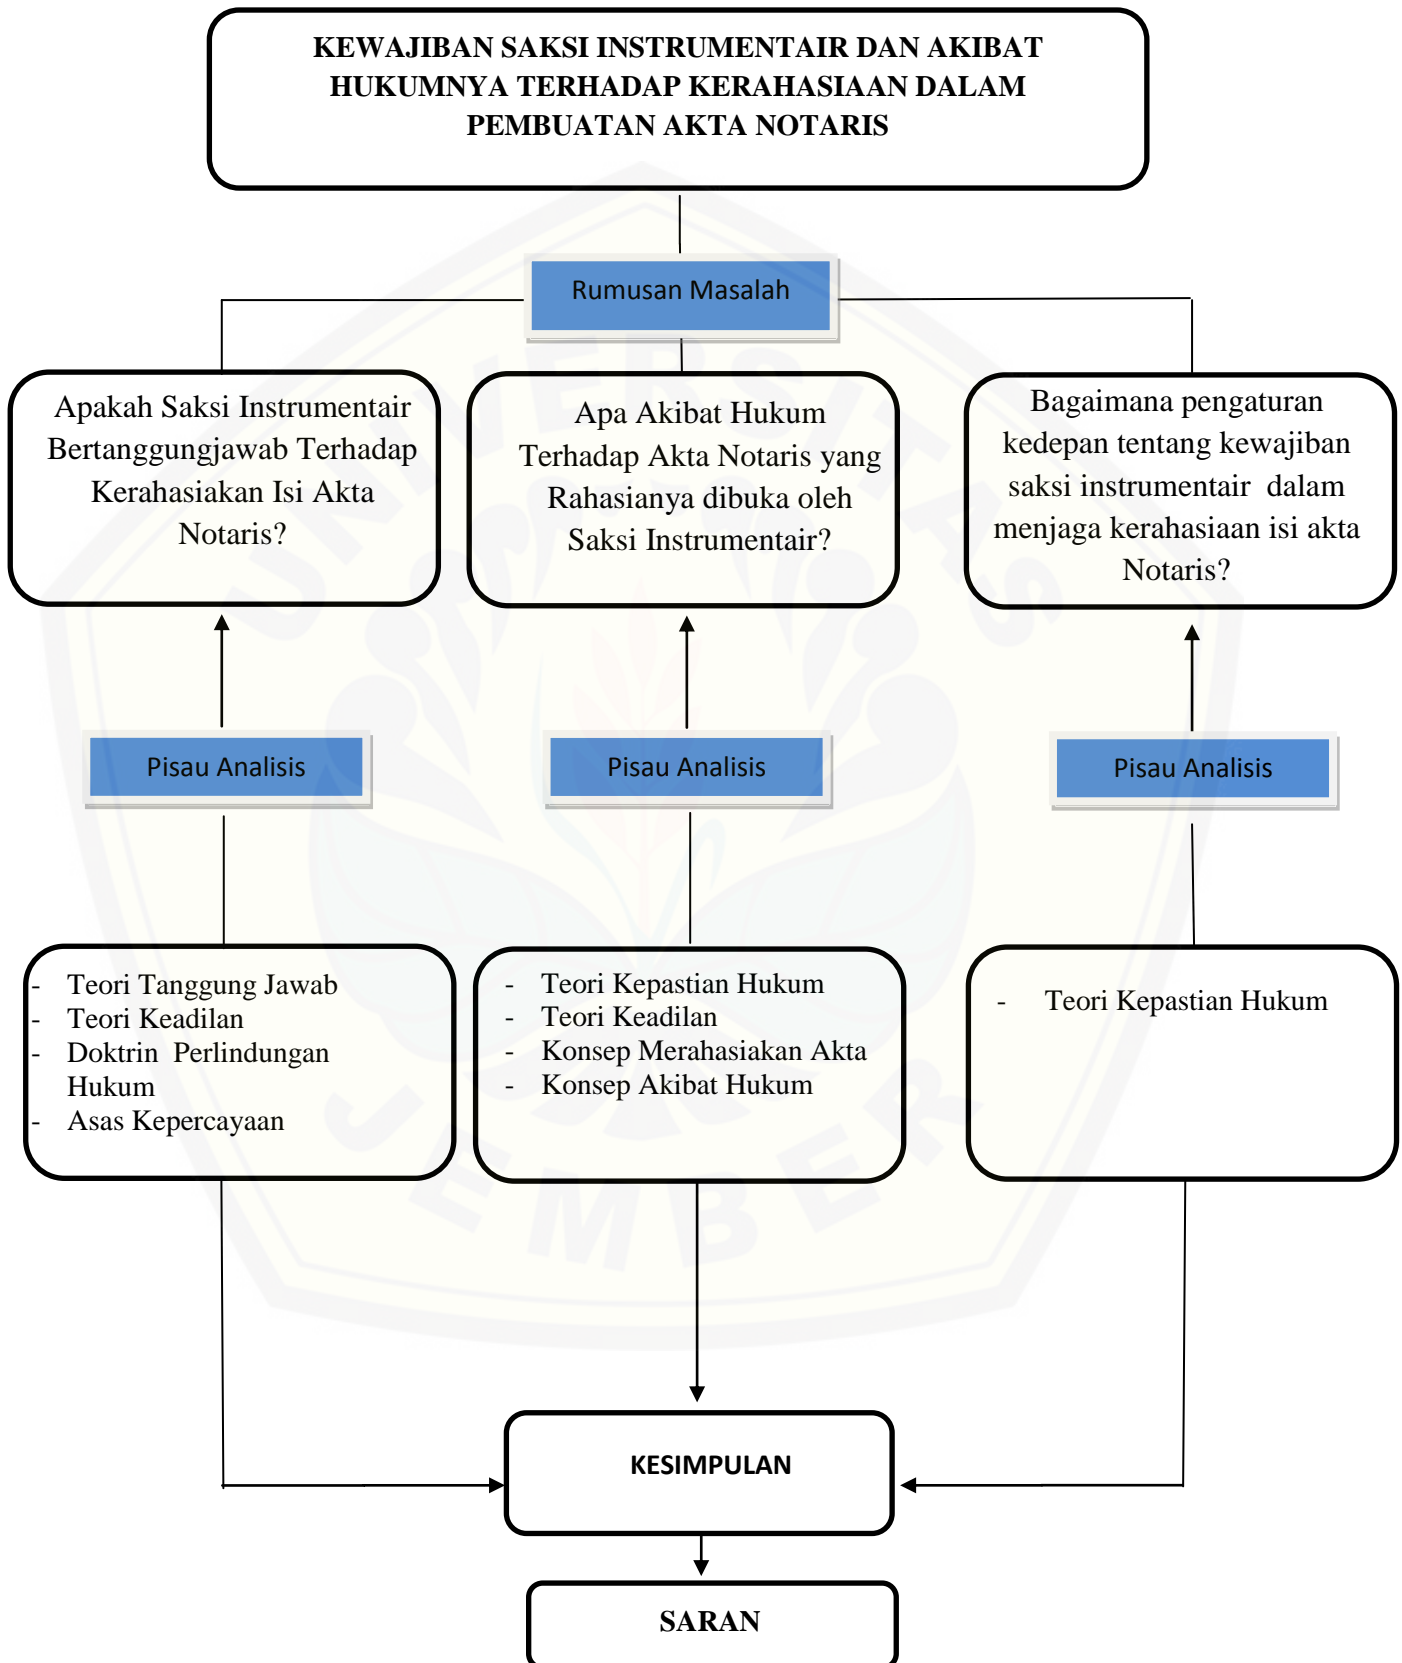 KEWAJIBAN SAKSI INSTRUMENTAIR DAN AKIBAT
HUKUMNYA TERHADAP KERAHASIAAN DALAM
PEMBUATAN AKTA NOTARIS
Rumusan Masalah
Apakah Saksi Instrumentair
Bertanggungjawab Terhadap
Kerahasiakan Isi Akta
Notaris?
Apa Akibat Hukum
Terhadap Akta Notaris yang
Rahasianya dibuka oleh
Saksi Instrumentair?
Bagaimana pengaturan
kedepan tentang kewajiban
saksi instrumentair dalam
menjaga kerahasiaan isi akta
Notaris?
Pisau Analisis
Pisau Analisis
Pisau Analisis
- Teori Tanggung Jawab
- Teori Keadilan
- Doktrin Perlindungan
Hukum
- Asas Kepercayaan
- Teori Kepastian Hukum
- Teori Keadilan
- Konsep Merahasiakan Akta
- Konsep Akibat Hukum
- Teori Kepastian Hukum
KESIMPULAN
SARAN
UNIVERSITAS
JEMBER